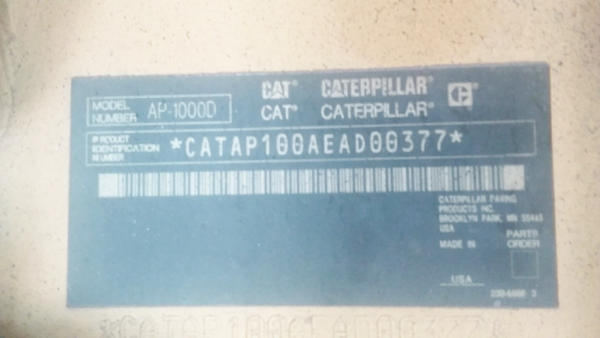 CAT® CATERPILLAR®
MODEL NUMBER AP-1000D CAT® CATERPILLAR®
PRODUCT IDENTIFICATION NUMBER *CATAP100AEAD00377*
CATERPILLAR PAVING
PRODUCTS INC.
BROOKLYN PARK, MN 55445
USA
MADE IN PARTS ORDER
USA